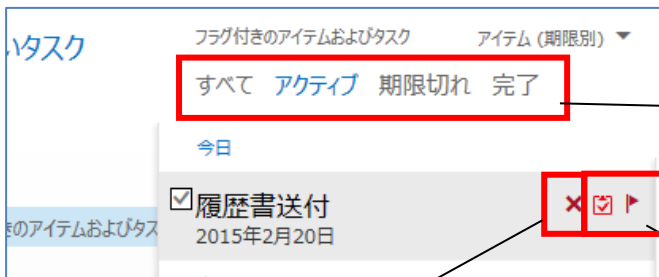 いタスク
フラグ付きのアイテムおよびタスク アイテム (期限別) ▼
すべて アクティブ 期限切れ 完了
今日
履歴書送付
2015年2月20日
きのアイテムおよびタス